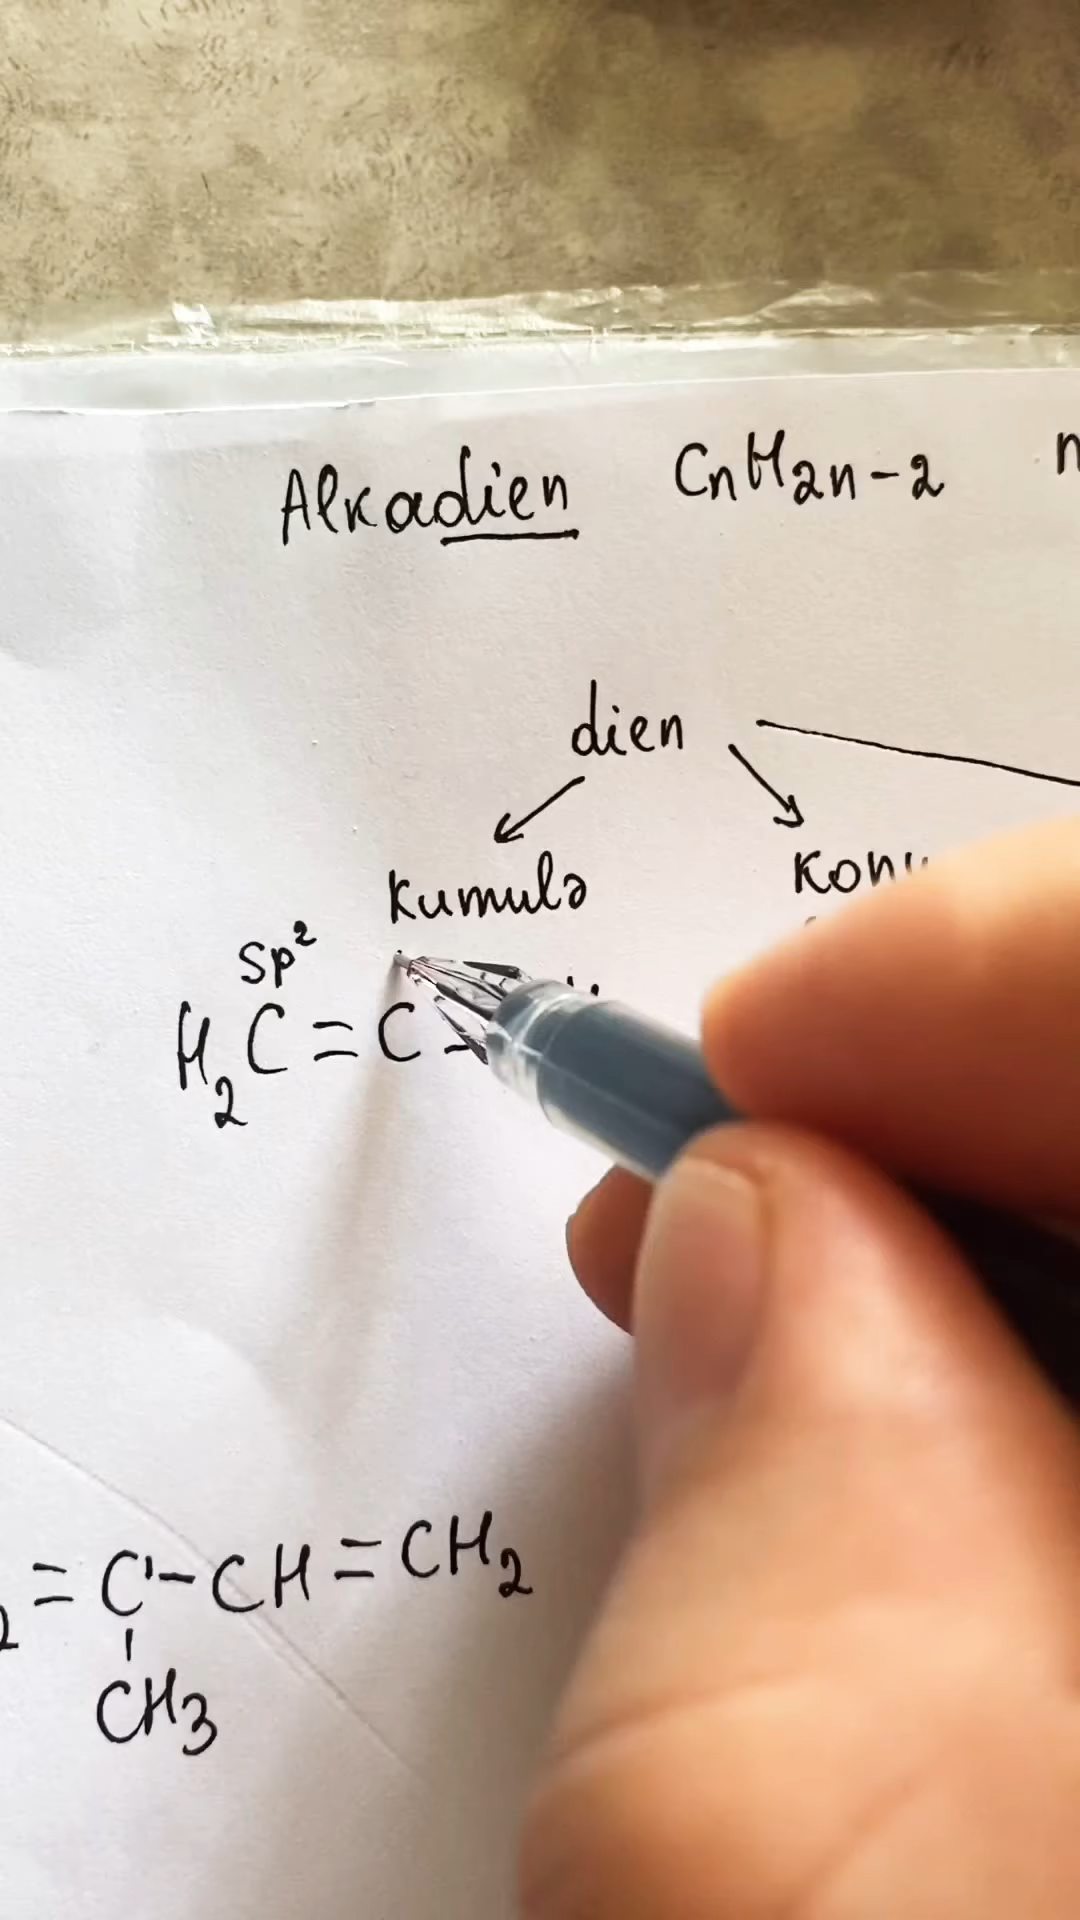 Alkadien CnH2n-2
dien
kumulə
sp²
H2C=C
=C-CH=CH2
CH3